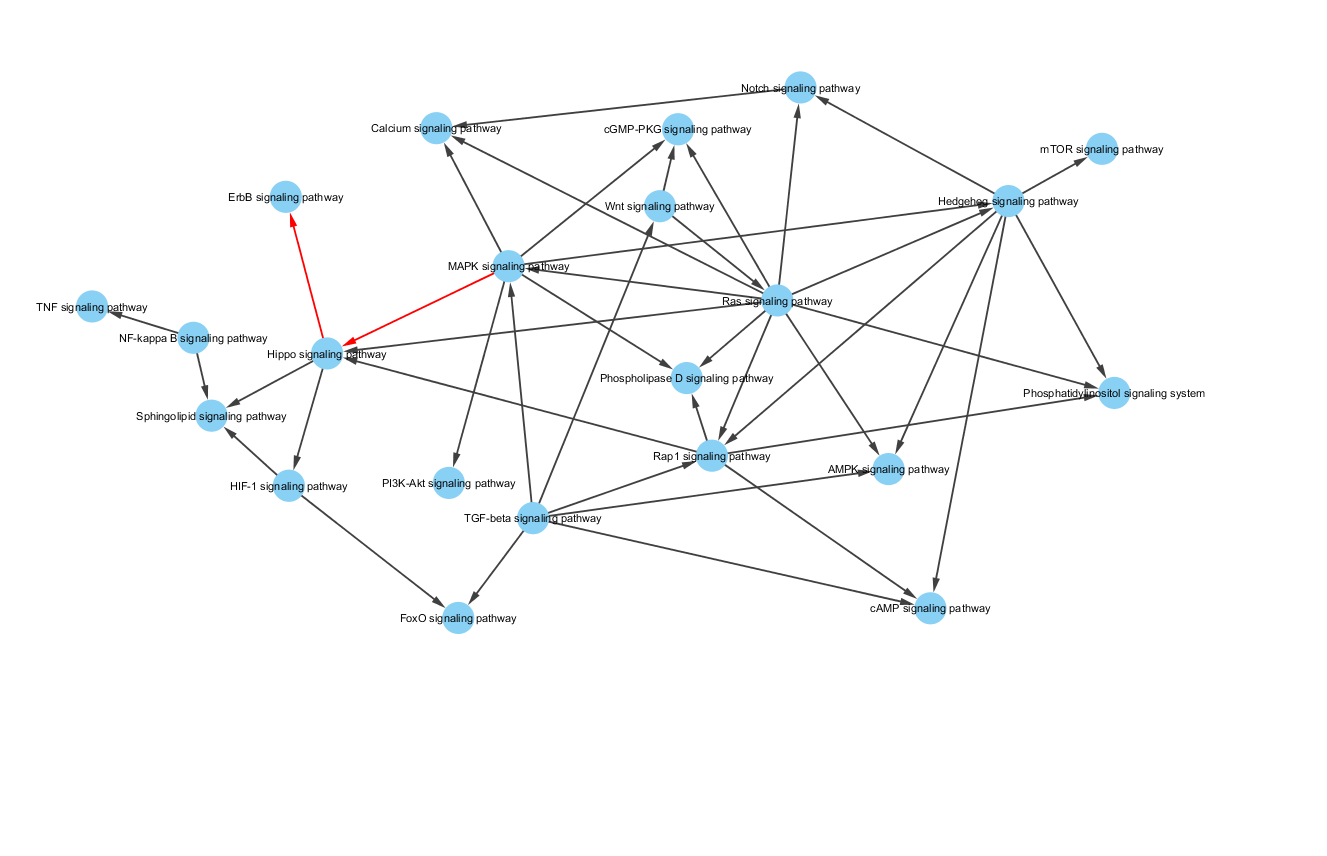 Notch signaling pathway
Calcium signaling pathway
cGMP-PKG signaling pathway
mTOR signaling pathway
ErbB signaling pathway
Wnt signaling pathway
Hedgehog signaling pathway
MAPK signaling pathway
Ras signaling pathway
TNF signaling pathway
NF-kappa B signaling pathway
Hippo signaling pathway
Phospholipase D signaling pathway
Phosphatidylinositol signaling system
Sphingolipid signaling pathway
Rap1 signaling pathway
AMPK signaling pathway
HIF-1 signaling pathway
PI3K-Akt signaling pathway
TGF-beta signaling pathway
cAMP signaling pathway
FoxO signaling pathway